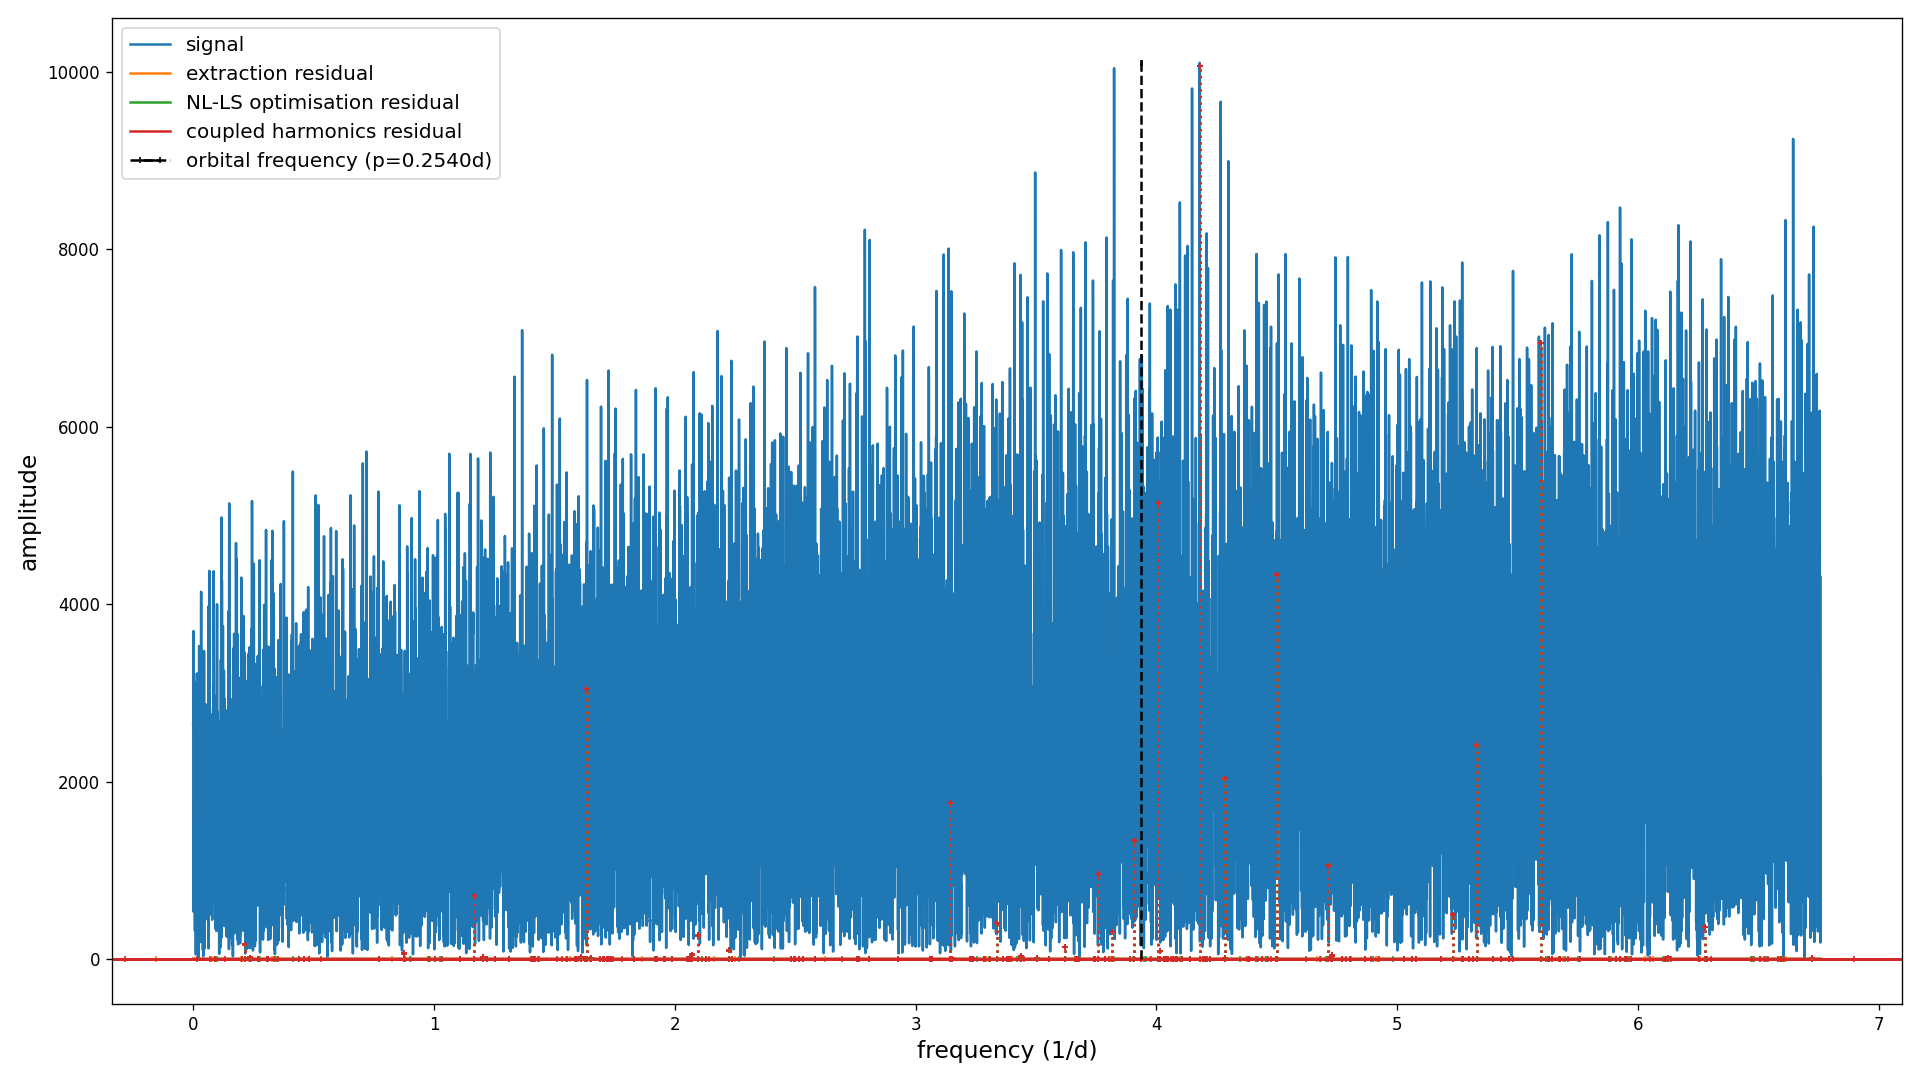 signal
extraction residual
NL-LS optimisation residual
coupled harmonics residual
orbital frequency (p=0.2540d)
amplitude
10000
8000
6000
4000
2000
0
0 1 2 3 4 5 6 7
frequency (1/d)